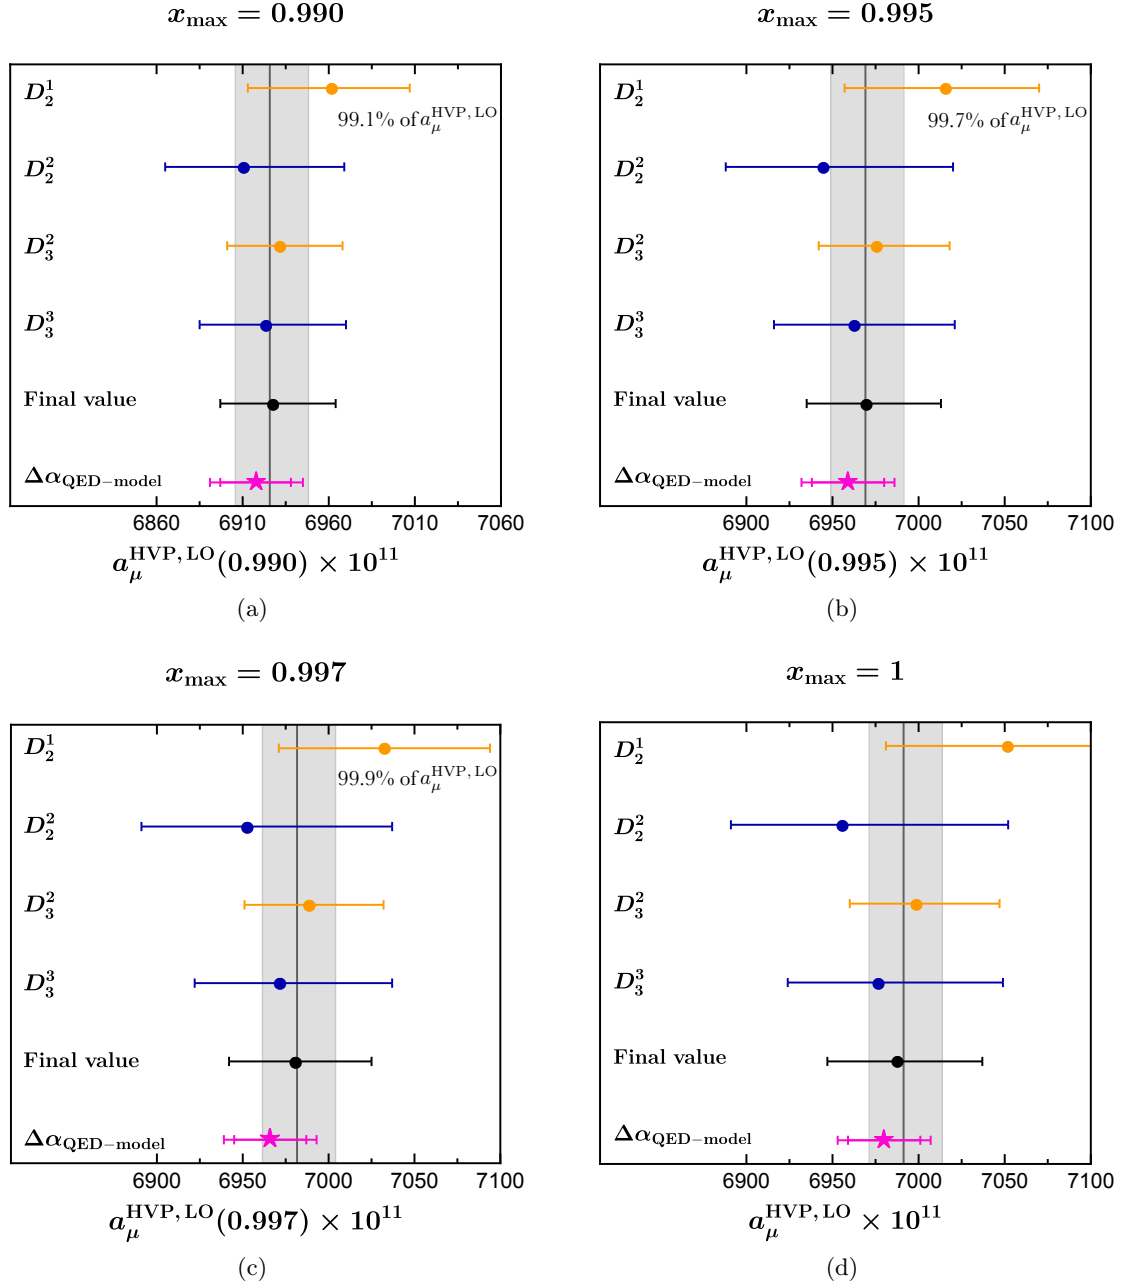 x_max = 0.990
D_2^1
99.1% of a_μ^HVP, LO
D_2^2
D_3^2
D_3^3
Final value
Δα_QED−model
6860 6910 6960 7010 7060
a_μ^HVP, LO(0.990) × 10^11
(a)
x_max = 0.995
D_2^1
99.7% of a_μ^HVP, LO
D_2^2
D_3^2
D_3^3
Final value
Δα_QED−model
6900 6950 7000 7050 7100
a_μ^HVP, LO(0.995) × 10^11
(b)
x_max = 0.997
D_2^1
99.9% of a_μ^HVP, LO
D_2^2
D_3^2
D_3^3
Final value
Δα_QED−model
6900 6950 7000 7050 7100
a_μ^HVP, LO(0.997) × 10^11
(c)
x_max = 1
D_2^1
D_2^2
D_3^2
D_3^3
Final value
Δα_QED−model
6900 6950 7000 7050 7100
a_μ^HVP, LO × 10^11
(d)